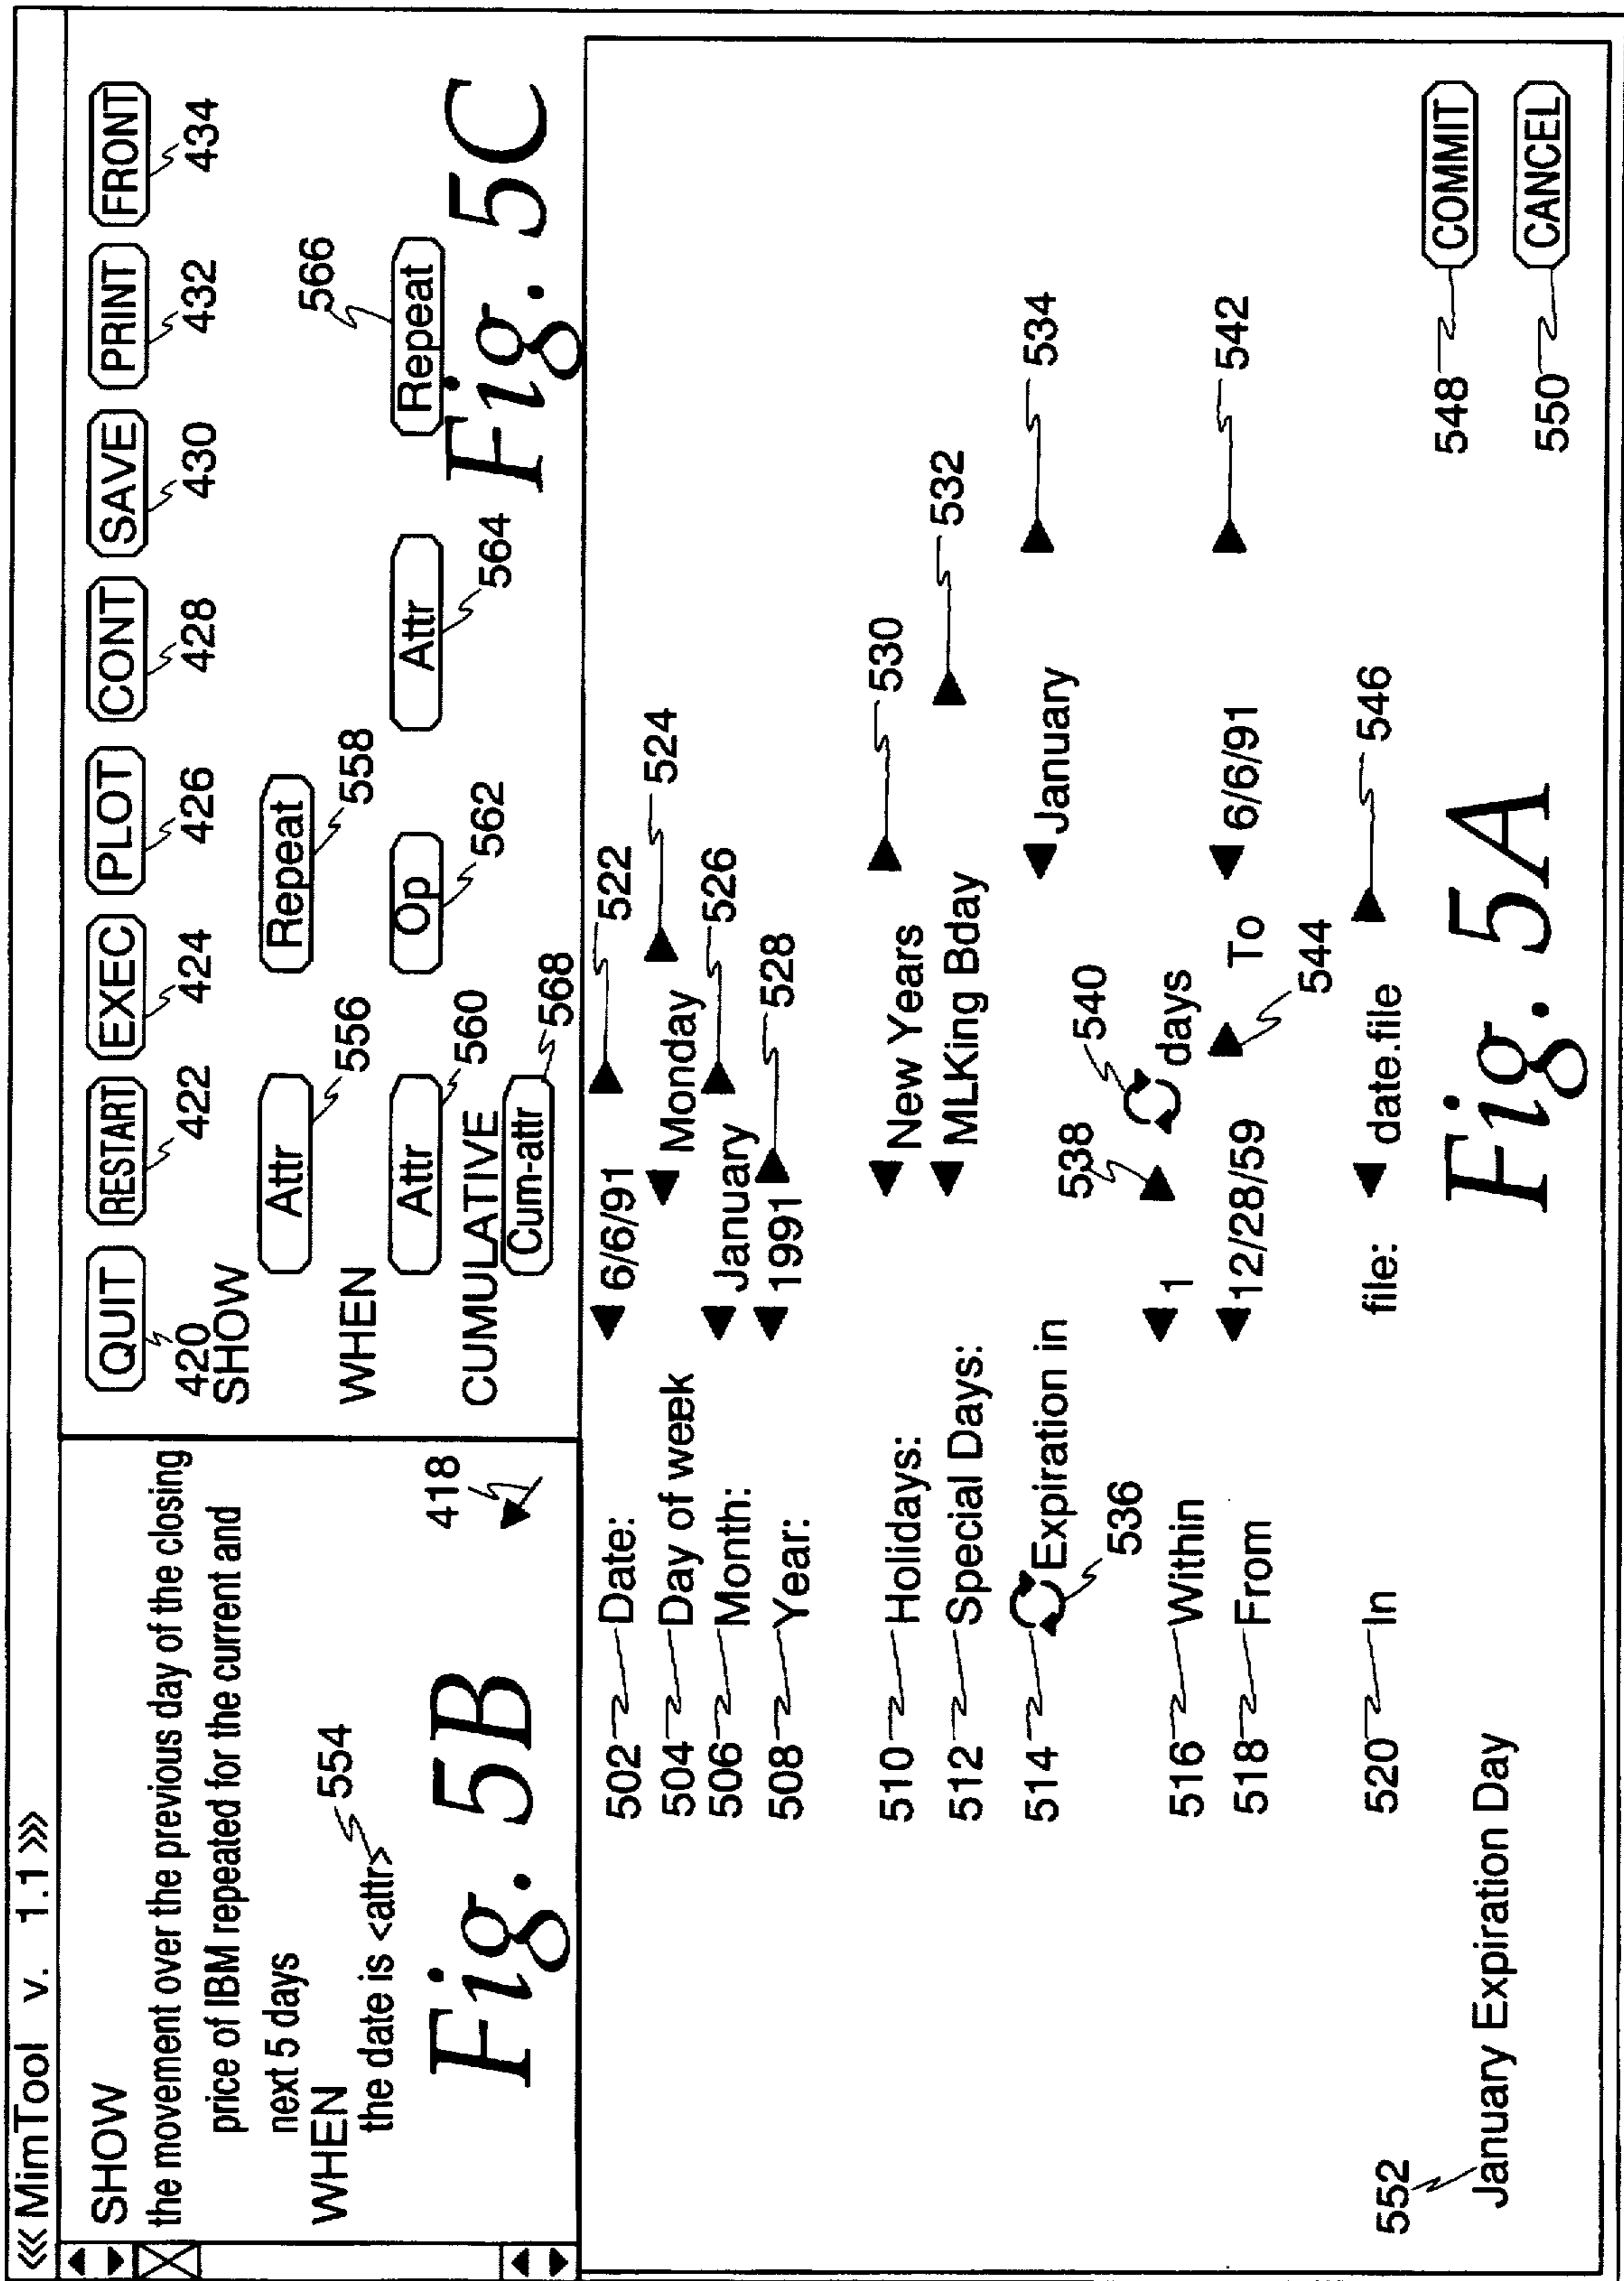 <<< MimTool v. 1.1 >>>
SHOW
the movement over the previous day of the closing
price of IBM repeated for the current and
next 5 days
WHEN
the date is <attr> 554
Fig. 5B
418
QUIT RESTART EXEC PLOT CONT SAVE PRINT FRONT
420 422 424 426 428 430 432 434
SHOW
Attr Repeat
556 558
WHEN
Attr Op Attr Repeat
560 562 564 566
CUMULATIVE
Cum-attr
568
Fig. 5C
502 Date: 6/6/91 522
504 Day of week Monday 524
506 Month: January 526
508 Year: 1991 528
510 Holidays: New Years 530
512 Special Days: MLKing Bday 532
514 Expiration in January 534
536
538 540
516 Within 1 days
518 From 12/28/59 To 6/6/91 542
544
520 In file: date.file 546
552
January Expiration Day
548 COMMIT
550 CANCEL
Fig. 5A